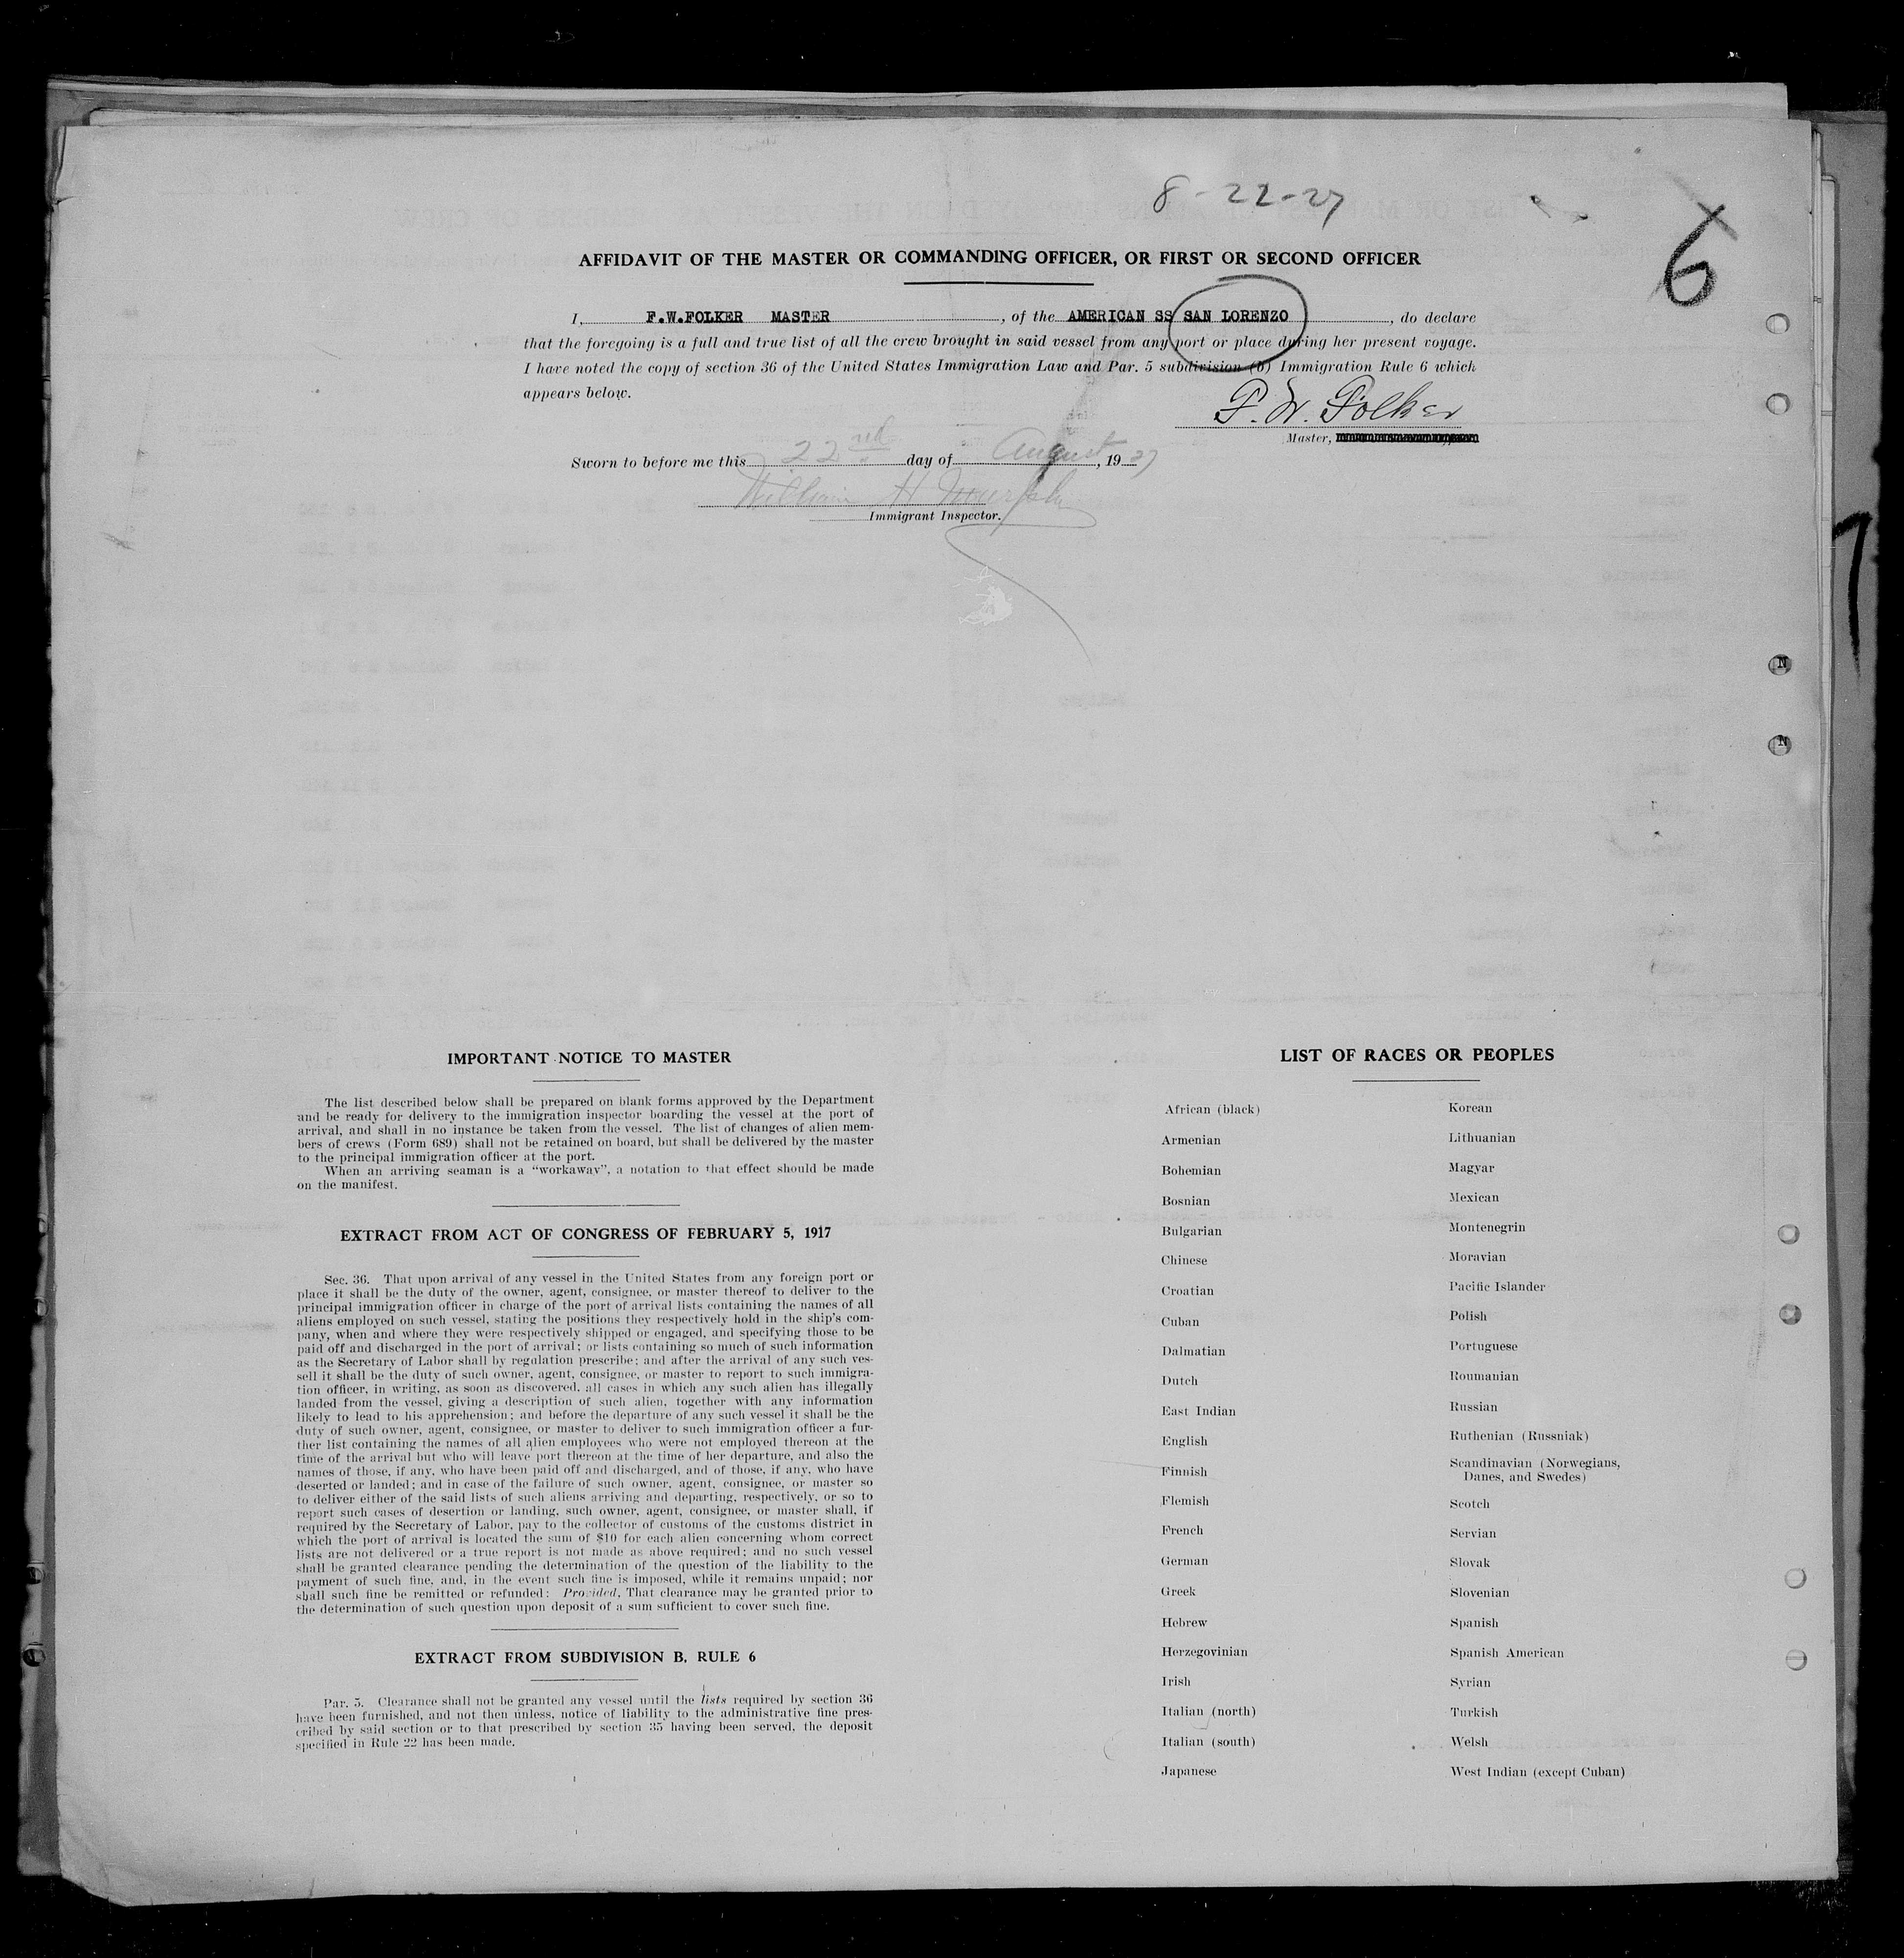 8-22-27
6
AFFIDAVIT OF THE MASTER OR COMMANDING OFFICER, OR FIRST OR SECOND OFFICER
I, F.W.FOLKER MASTER, of the AMERICAN SS SAN LORENZO, do declare
that the foregoing is a full and true list of all the crew brought in said vessel from any port or place during her present voyage.
I have noted the copy of section 36 of the United States Immigration Law and Par. 5 subdivision (b) Immigration Rule 6 which
appears below.
F. W. Folker
Master,
Sworn to before me this 22nd day of August, 1927
William H Murphy
Immigrant Inspector.
N
N
IMPORTANT NOTICE TO MASTER
The list described below shall be prepared on blank forms approved by the Department
and be ready for delivery to the immigration inspector boarding the vessel at the port of
arrival, and shall in no instance be taken from the vessel. The list of changes of alien mem-
bers of crews (Form 689) shall not be retained on board, but shall be delivered by the master
to the principal immigration officer at the port.
When an arriving seaman is a "workaway", a notation to that effect should be made
on the manifest.
EXTRACT FROM ACT OF CONGRESS OF FEBRUARY 5, 1917
Sec. 36. That upon arrival of any vessel in the United States from any foreign port or
place it shall be the duty of the owner, agent, consignee, or master thereof to deliver to the
principal immigration officer in charge of the port of arrival lists containing the names of all
aliens employed on such vessel, stating the positions they respectively hold in the ship's com-
pany, when and where they were respectively shipped or engaged, and specifying those to be
paid off and discharged in the port of arrival; or lists containing so much of such information
as the Secretary of Labor shall by regulation prescribe; and after the arrival of any such ves-
sell it shall be the duty of such owner, agent, consignee, or master to report to such immigra-
tion officer, in writing, as soon as discovered, all cases in which any such alien has illegally
landed from the vessel, giving a description of such alien, together with any information
likely to lead to his apprehension; and before the departure of any such vessel it shall be the
duty of such owner, agent, consignee, or master to deliver to such immigration officer a fur-
ther list containing the names of all alien employees who were not employed thereon at the
time of the arrival but who will leave port thereon at the time of her departure, and also the
names of those, if any, who have been paid off and discharged, and of those, if any, who have
deserted or landed; and in case of the failure of such owner, agent, consignee, or master so
to deliver either of the said lists of such aliens arriving and departing, respectively, or so to
report such cases of desertion or landing, such owner, agent, consignee, or master shall, if
required by the Secretary of Labor, pay to the collector of customs of the customs district in
which the port of arrival is located the sum of $10 for each alien concerning whom correct
lists are not delivered or a true report is not made as above required; and no such vessel
shall be granted clearance pending the determination of the question of the liability to the
payment of such fine, and, in the event such fine is imposed, while it remains unpaid; nor
shall such fine be remitted or refunded: Provided, That clearance may be granted prior to
the determination of such question upon deposit of a sum sufficient to cover such fine.
EXTRACT FROM SUBDIVISION B, RULE 6
Par. 5. Clearance shall not be granted any vessel until the lists required by section 36
have been furnished, and not then unless, notice of liability to the administrative fine pres-
cribed by said section or to that prescribed by section 35 having been served, the deposit
specified in Rule 22 has been made.
LIST OF RACES OR PEOPLES
African (black)
Armenian
Bohemian
Bosnian
Bulgarian
Chinese
Croatian
Cuban
Dalmatian
Dutch
East Indian
English
Finnish
Flemish
French
German
Greek
Hebrew
Herzegovinian
Irish
Italian (north)
Italian (south)
Japanese
Korean
Lithuanian
Magyar
Mexican
Montenegrin
Moravian
Pacific Islander
Polish
Portuguese
Roumanian
Russian
Ruthenian (Russniak)
Scandinavian (Norwegians,
Danes, and Swedes)
Scotch
Servian
Slovak
Slovenian
Spanish
Spanish American
Syrian
Turkish
Welsh
West Indian (except Cuban)